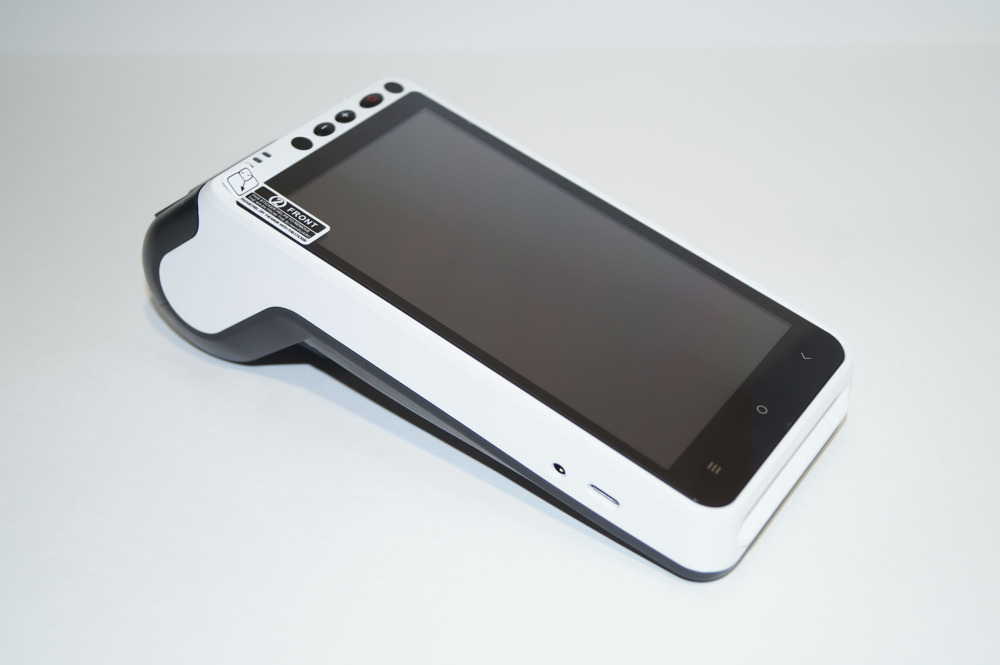 +
-
2 FRONT
THIS STICKER HELPS TO REMOVE
THE MASK FROM THE ScreenGUARD
PLEASE PEEL OFF THE MASK WITH THIS STICKER